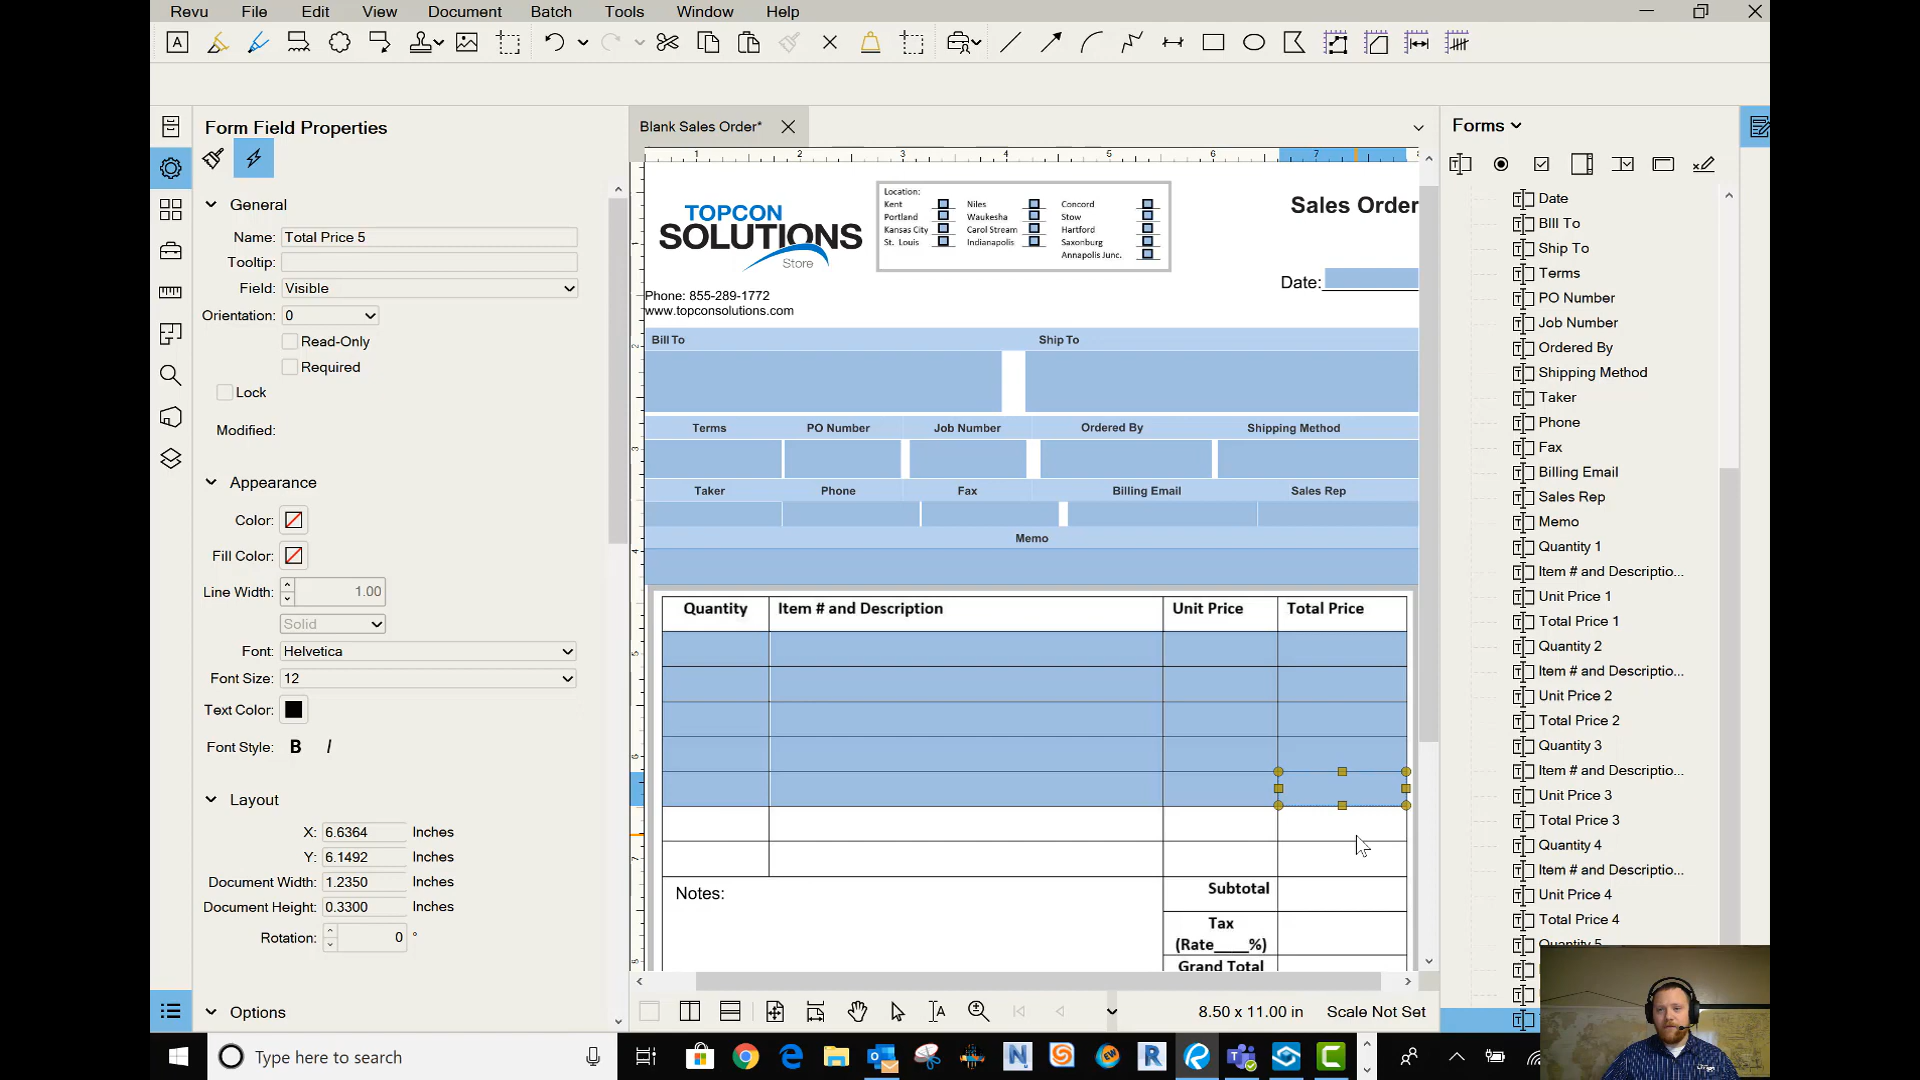 Revu File Edit View Document Batch Tools Window Help
Form Field Properties
General
Name: Total Price 5
Tooltip:
Field: Visible
Orientation: 0
Read-Only
Required
Lock
Modified:
Appearance
Color:
Fill Color:
Line Width: 1.00
Solid
Font: Helvetica
Font Size: 12
Text Color:
Font Style: B I
Layout
X: 6.6364 Inches
Y: 6.1492 Inches
Document Width: 1.2350 Inches
Document Height: 0.3300 Inches
Rotation: 0 °
Options
Blank Sales Order*
1 2 3 4 5 6 7
TOPCON
SOLUTIONS
Store
Location:
Kent Niles Concord
Portland Waukesha Stow
Kansas City Carol Stream Hartford
St. Louis Indianapolis Saxonburg
Annapolis Junc.
Sales Order
Date:
Phone: 855-289-1772
www.topconsolutions.com
Bill To Ship To
Terms PO Number Job Number Ordered By Shipping Method
Taker Phone Fax Billing Email Sales Rep
Memo
Quantity Item # and Description Unit Price Total Price
Notes:
Subtotal
Tax
(Rate____%)
Grand Total
8.50 x 11.00 in Scale Not Set
Forms
Date
Bill To
Ship To
Terms
PO Number
Job Number
Ordered By
Shipping Method
Taker
Phone
Fax
Billing Email
Sales Rep
Memo
Quantity 1
Item # and Descriptio...
Unit Price 1
Total Price 1
Quantity 2
Item # and Descriptio...
Unit Price 2
Total Price 2
Quantity 3
Item # and Descriptio...
Unit Price 3
Total Price 3
Quantity 4
Item # and Descriptio...
Unit Price 4
Total Price 4
Quantity 5
Type here to search